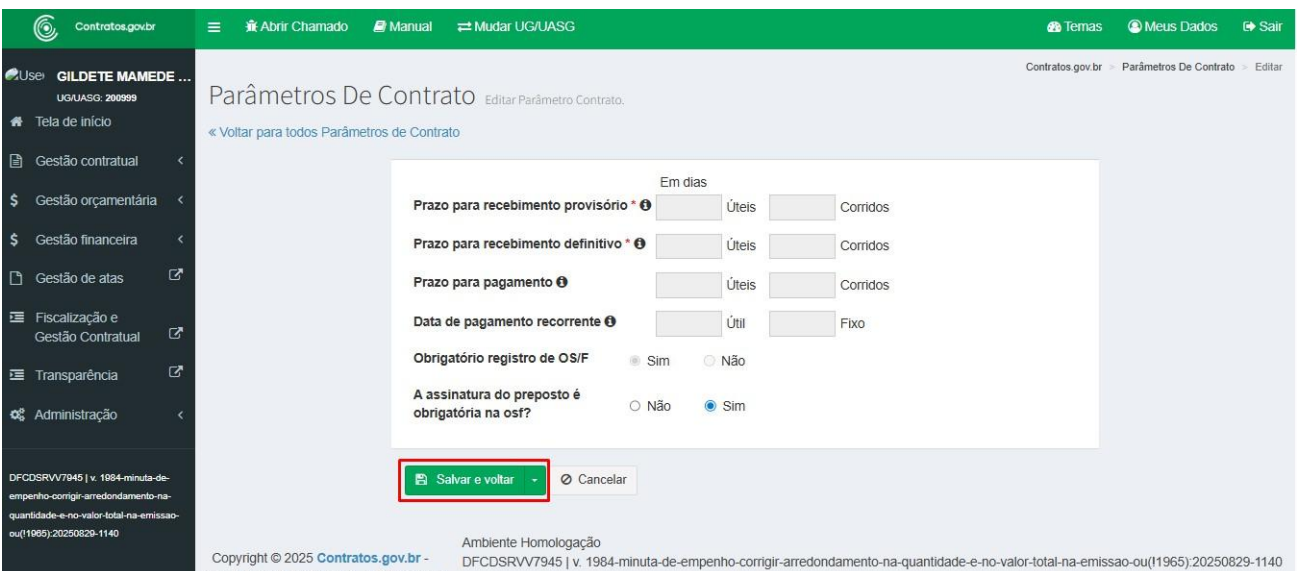 Contratos.gov.br
Abrir Chamado Manual Mudar UG/UASG Temas Meus Dados Sair
GILDETE MAMEDE ...
UG/UASG: 200999
Tela de início
Gestão contratual
Gestão orçamentária
Gestão financeira
Gestão de atas
Fiscalização e
Gestão Contratual
Transparência
Administração
DFCDSRVV7945 | v. 1984-minuta-de-
empenho-corrigir-arredondamento-na-
quantidade-e-no-valor-total-na-emissao-
ou(!1965):20250829-1140
Contratos.gov.br > Parâmetros De Contrato > Editar
Parâmetros De Contrato Editar Parâmetro Contrato.
« Voltar para todos Parâmetros de Contrato
Em dias
Prazo para recebimento provisório * Úteis Corridos
Prazo para recebimento definitivo * Úteis Corridos
Prazo para pagamento Úteis Corridos
Data de pagamento recorrente Útil Fixo
Obrigatório registro de OS/F Sim Não
A assinatura do preposto é
obrigatória na osf? Não Sim
Salvar e voltar Cancelar
Ambiente Homologação
Copyright © 2025 Contratos.gov.br - DFCDSRVV7945 | v. 1984-minuta-de-empenho-corrigir-arredondamento-na-quantidade-e-no-valor-total-na-emissao-ou(!1965):20250829-1140